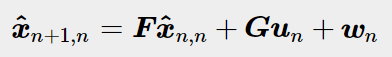 x̂ₙ₊₁,ₙ = Fx̂ₙ,ₙ + Guₙ + wₙ